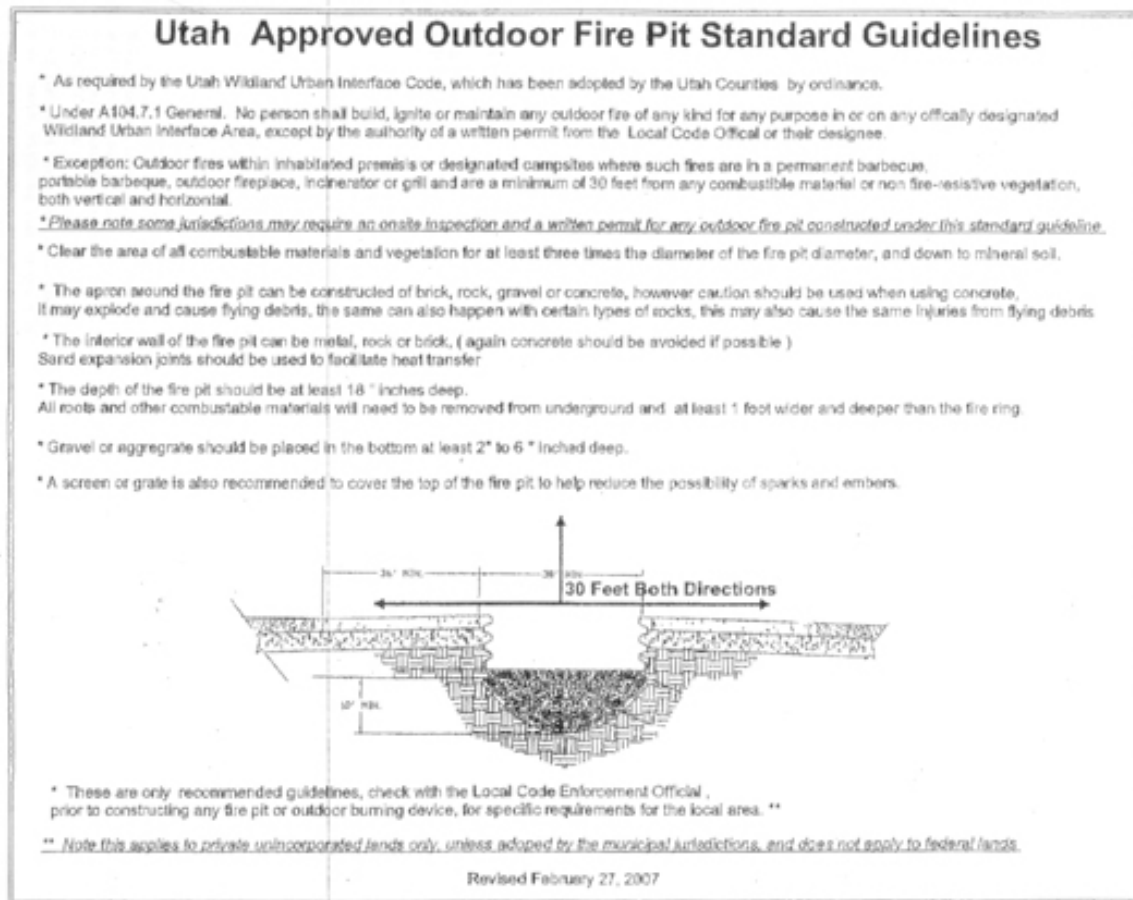 Utah Approved Outdoor Fire Pit Standard Guidelines
* As required by the Utah Wildland Urban Interface Code, which has been adopted by the Utah Counties by ordinance.
* Under A104.7.1 General. No person shall build, ignite or maintain any outdoor fire of any kind for any purpose in or on any offically designated
Wildland Urban Interface Area, except by the authority of a written permit from the Local Code Offical or their designee.
* Exception: Outdoor fires within inhabitated premisis or designated campsites where such fires are in a permanent barbecue,
portable barbeque, outdoor fireplace, incinerator or grill and are a minimum of 30 feet from any combustible material or non fire-resistive vegetation,
both vertical and horizontal.
* Please note some jurisdictions may require an onsite inspection and a written permit for any outdoor fire pit constructed under this standard guideline
* Clear the area of all combustable materials and vegetation for at least three times the diameter of the fire pit diameter, and down to mineral soil.
* The apron around the fire pit can be constructed of brick, rock, gravel or concrete, however caution should be used when using concrete,
it may explode and cause flying debris, the same can also happen with certain types of rocks, this may also cause the same injuries from flying debris
* The interior wall of the fire pit can be metal, rock or brick, ( again concrete should be avoided if possible )
Sand expansion joints should be used to facilitate heat transfer
* The depth of the fire pit should be at least 18 " inches deep.
All roots and other combustable materials will need to be removed from underground and at least 1 foot wider and deeper than the fire ring.
* Gravel or aggregrate should be placed in the bottom at least 2" to 6 " inched deep.
* A screen or grate is also recommended to cover the top of the fire pit to help reduce the possibility of sparks and embers.
MIN. MIN.
30 Feet Both Directions
MIN.
* These are only recommended guidelines, check with the Local Code Enforcement Official ,
prior to constructing any fire pit or outdoor burning device, for specific requirements for the local area. **
** Note this applies to private unincorporated lands only, unless adoped by the municipal jurisdictions, and does not apply to federal lands
Revised February 27, 2007